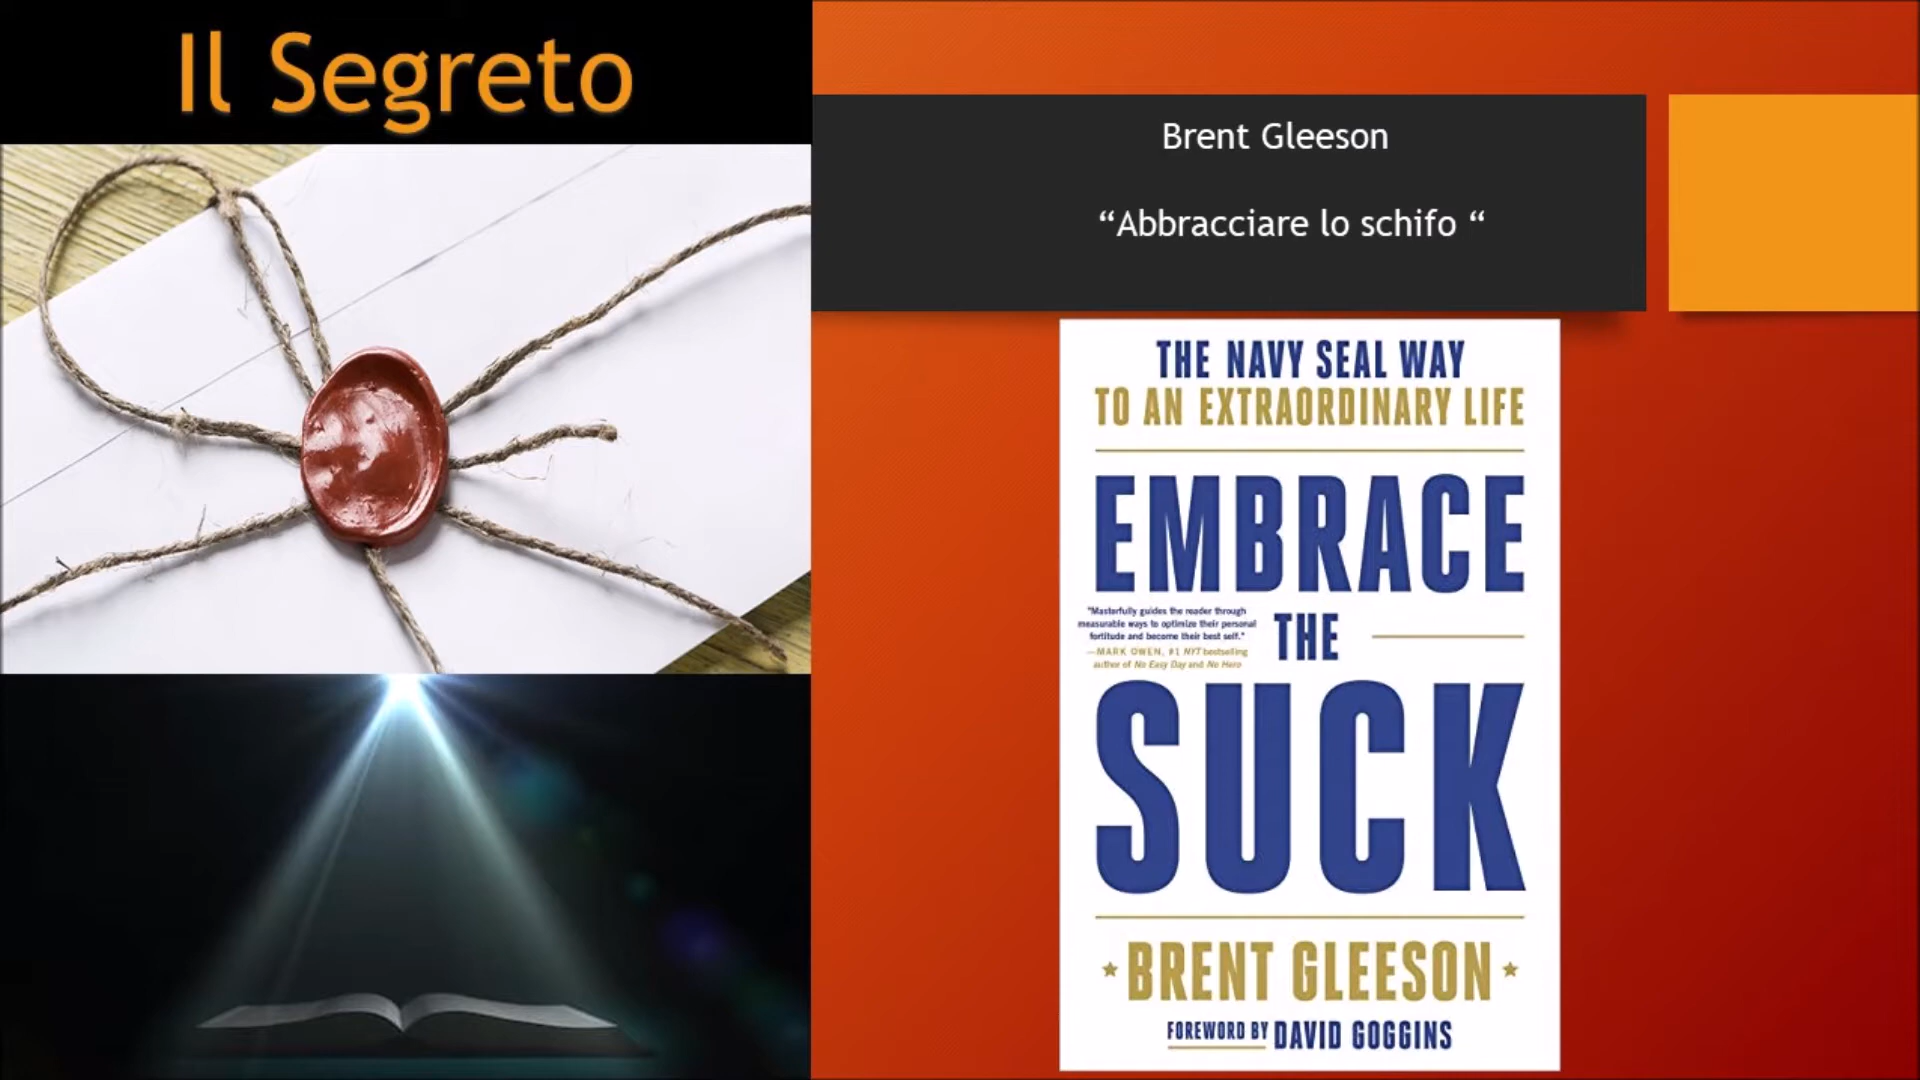 Il Segreto
Brent Gleeson
“Abbracciare lo schifo “
THE NAVY SEAL WAY
TO AN EXTRAORDINARY LIFE
EMBRACE
"Masterfully guides the reader through
measurable ways to optimize their personal
fortitude and become their best self."
—MARK OWEN, #1 NYT bestselling
author of No Easy Day and No Hero
THE
SUCK
BRENT GLEESON
FOREWORD BY DAVID GOGGINS